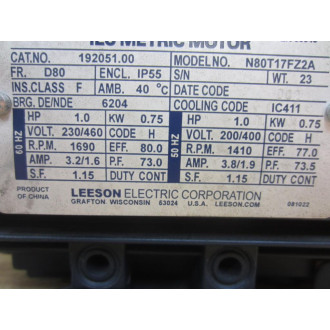 IEC METRIC MOTOR
CAT.NO. 192051.00 MODEL NO. N80T17FZ2A
FR. D80 ENCL. IP55 S/N WT. 23
INS.CLASS F AMB. 40 °C DATE CODE
BRG. DE/NDE 6204 COOLING CODE IC411
60 HZ
HP 1.0 KW 0.75
VOLT. 230/460 CODE H
R.P.M. 1690 EFF. 80.0
AMP. 3.2/1.6 P.F. 73.0
S.F. 1.15 DUTY CONT
50 HZ
HP 1.0 KW 0.75
VOLT. 200/400 CODE H
R.P.M. 1410 EFF. 77.0
AMP. 3.8/1.9 P.F. 73.5
S.F. 1.15 DUTY CONT
PRODUCT OF CHINA
LEESON ELECTRIC CORPORATION
GRAFTON, WISCONSIN 53024 U.S.A. LEESON.COM
081022